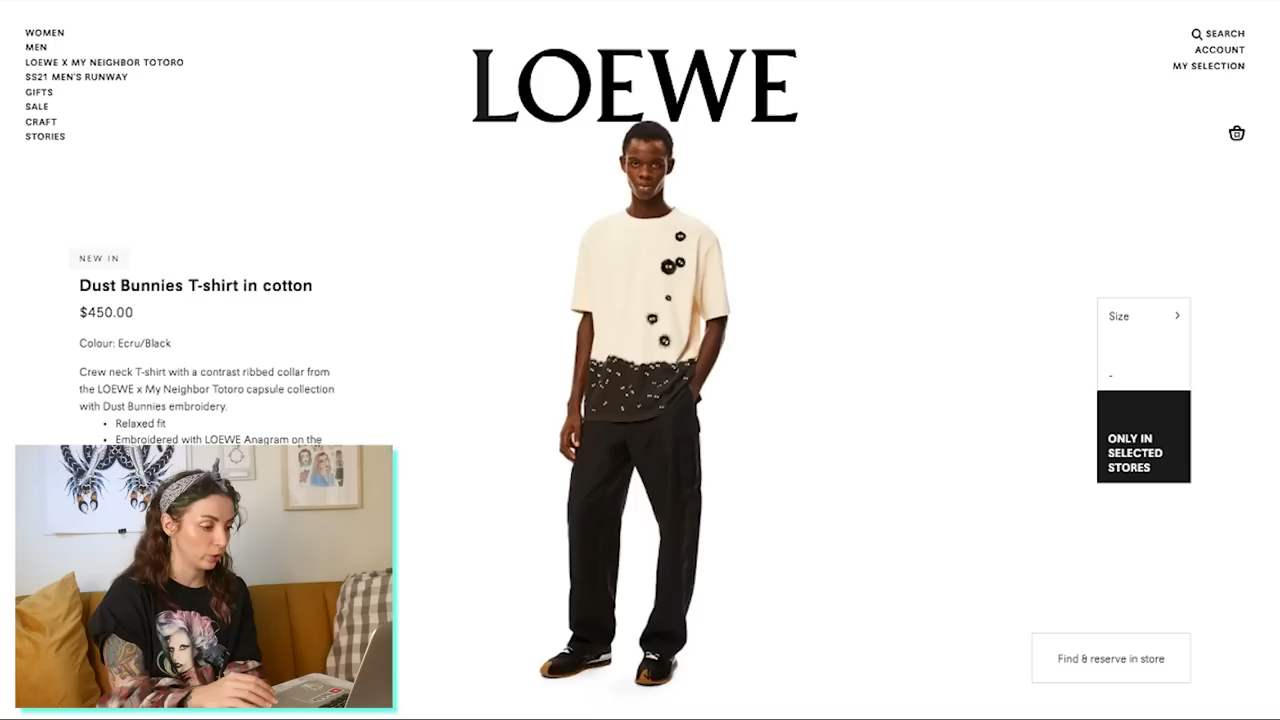 WOMEN
MEN
LOEWE X MY NEIGHBOR TOTORO
SS21 MEN'S RUNWAY
GIFTS
SALE
CRAFT
STORIES
LOEWE
SEARCH
ACCOUNT
MY SELECTION
NEW IN
Dust Bunnies T-shirt in cotton
$450.00
Colour: Ecru/Black
Crew neck T-shirt with a contrast ribbed collar from
the LOEWE x My Neighbor Totoro capsule collection
with Dust Bunnies embroidery.
• Relaxed fit
• Embroidered with LOEWE Anagram on the
Size
-
ONLY IN
SELECTED
STORES
Find & reserve in store